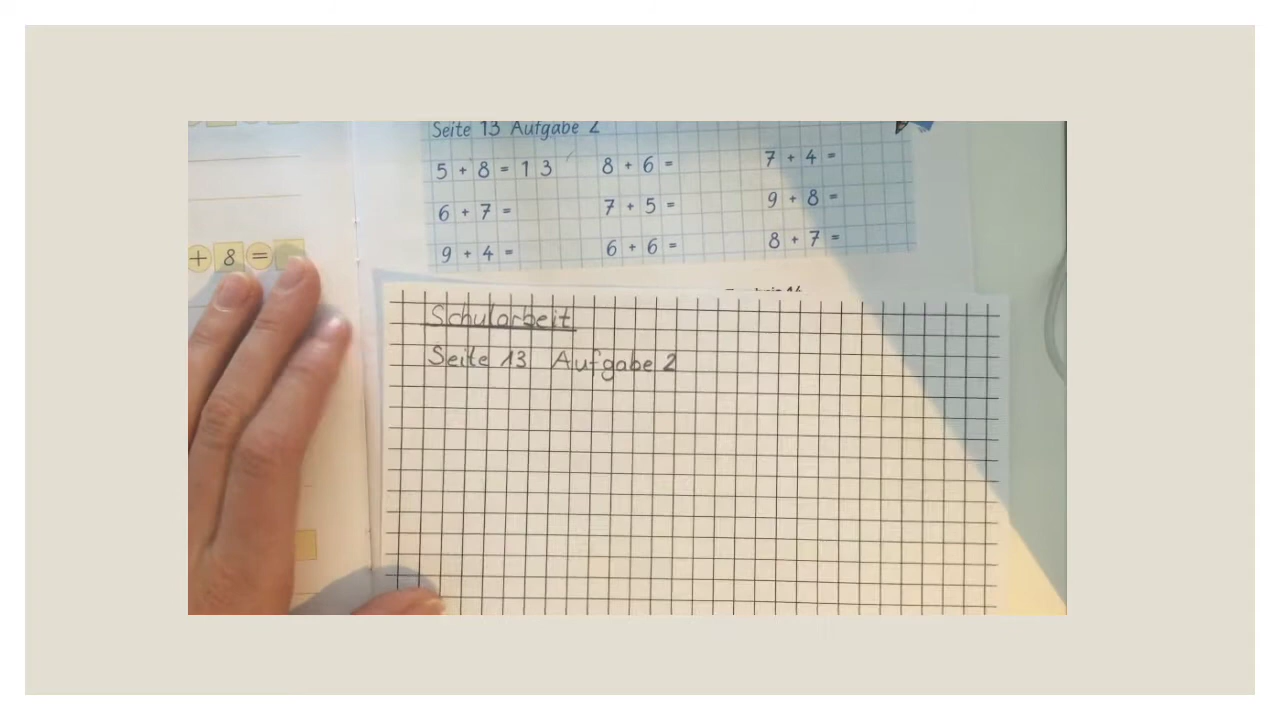 Seite 13 Aufgabe 2
5 + 8 = 13 8 + 6 = 7 + 4 =
6 + 7 = 7 + 5 = 9 + 8 =
9 + 4 = 6 + 6 = 8 + 7 =
+ 8 =
Schularbeit
Seite 13 Aufgabe 2